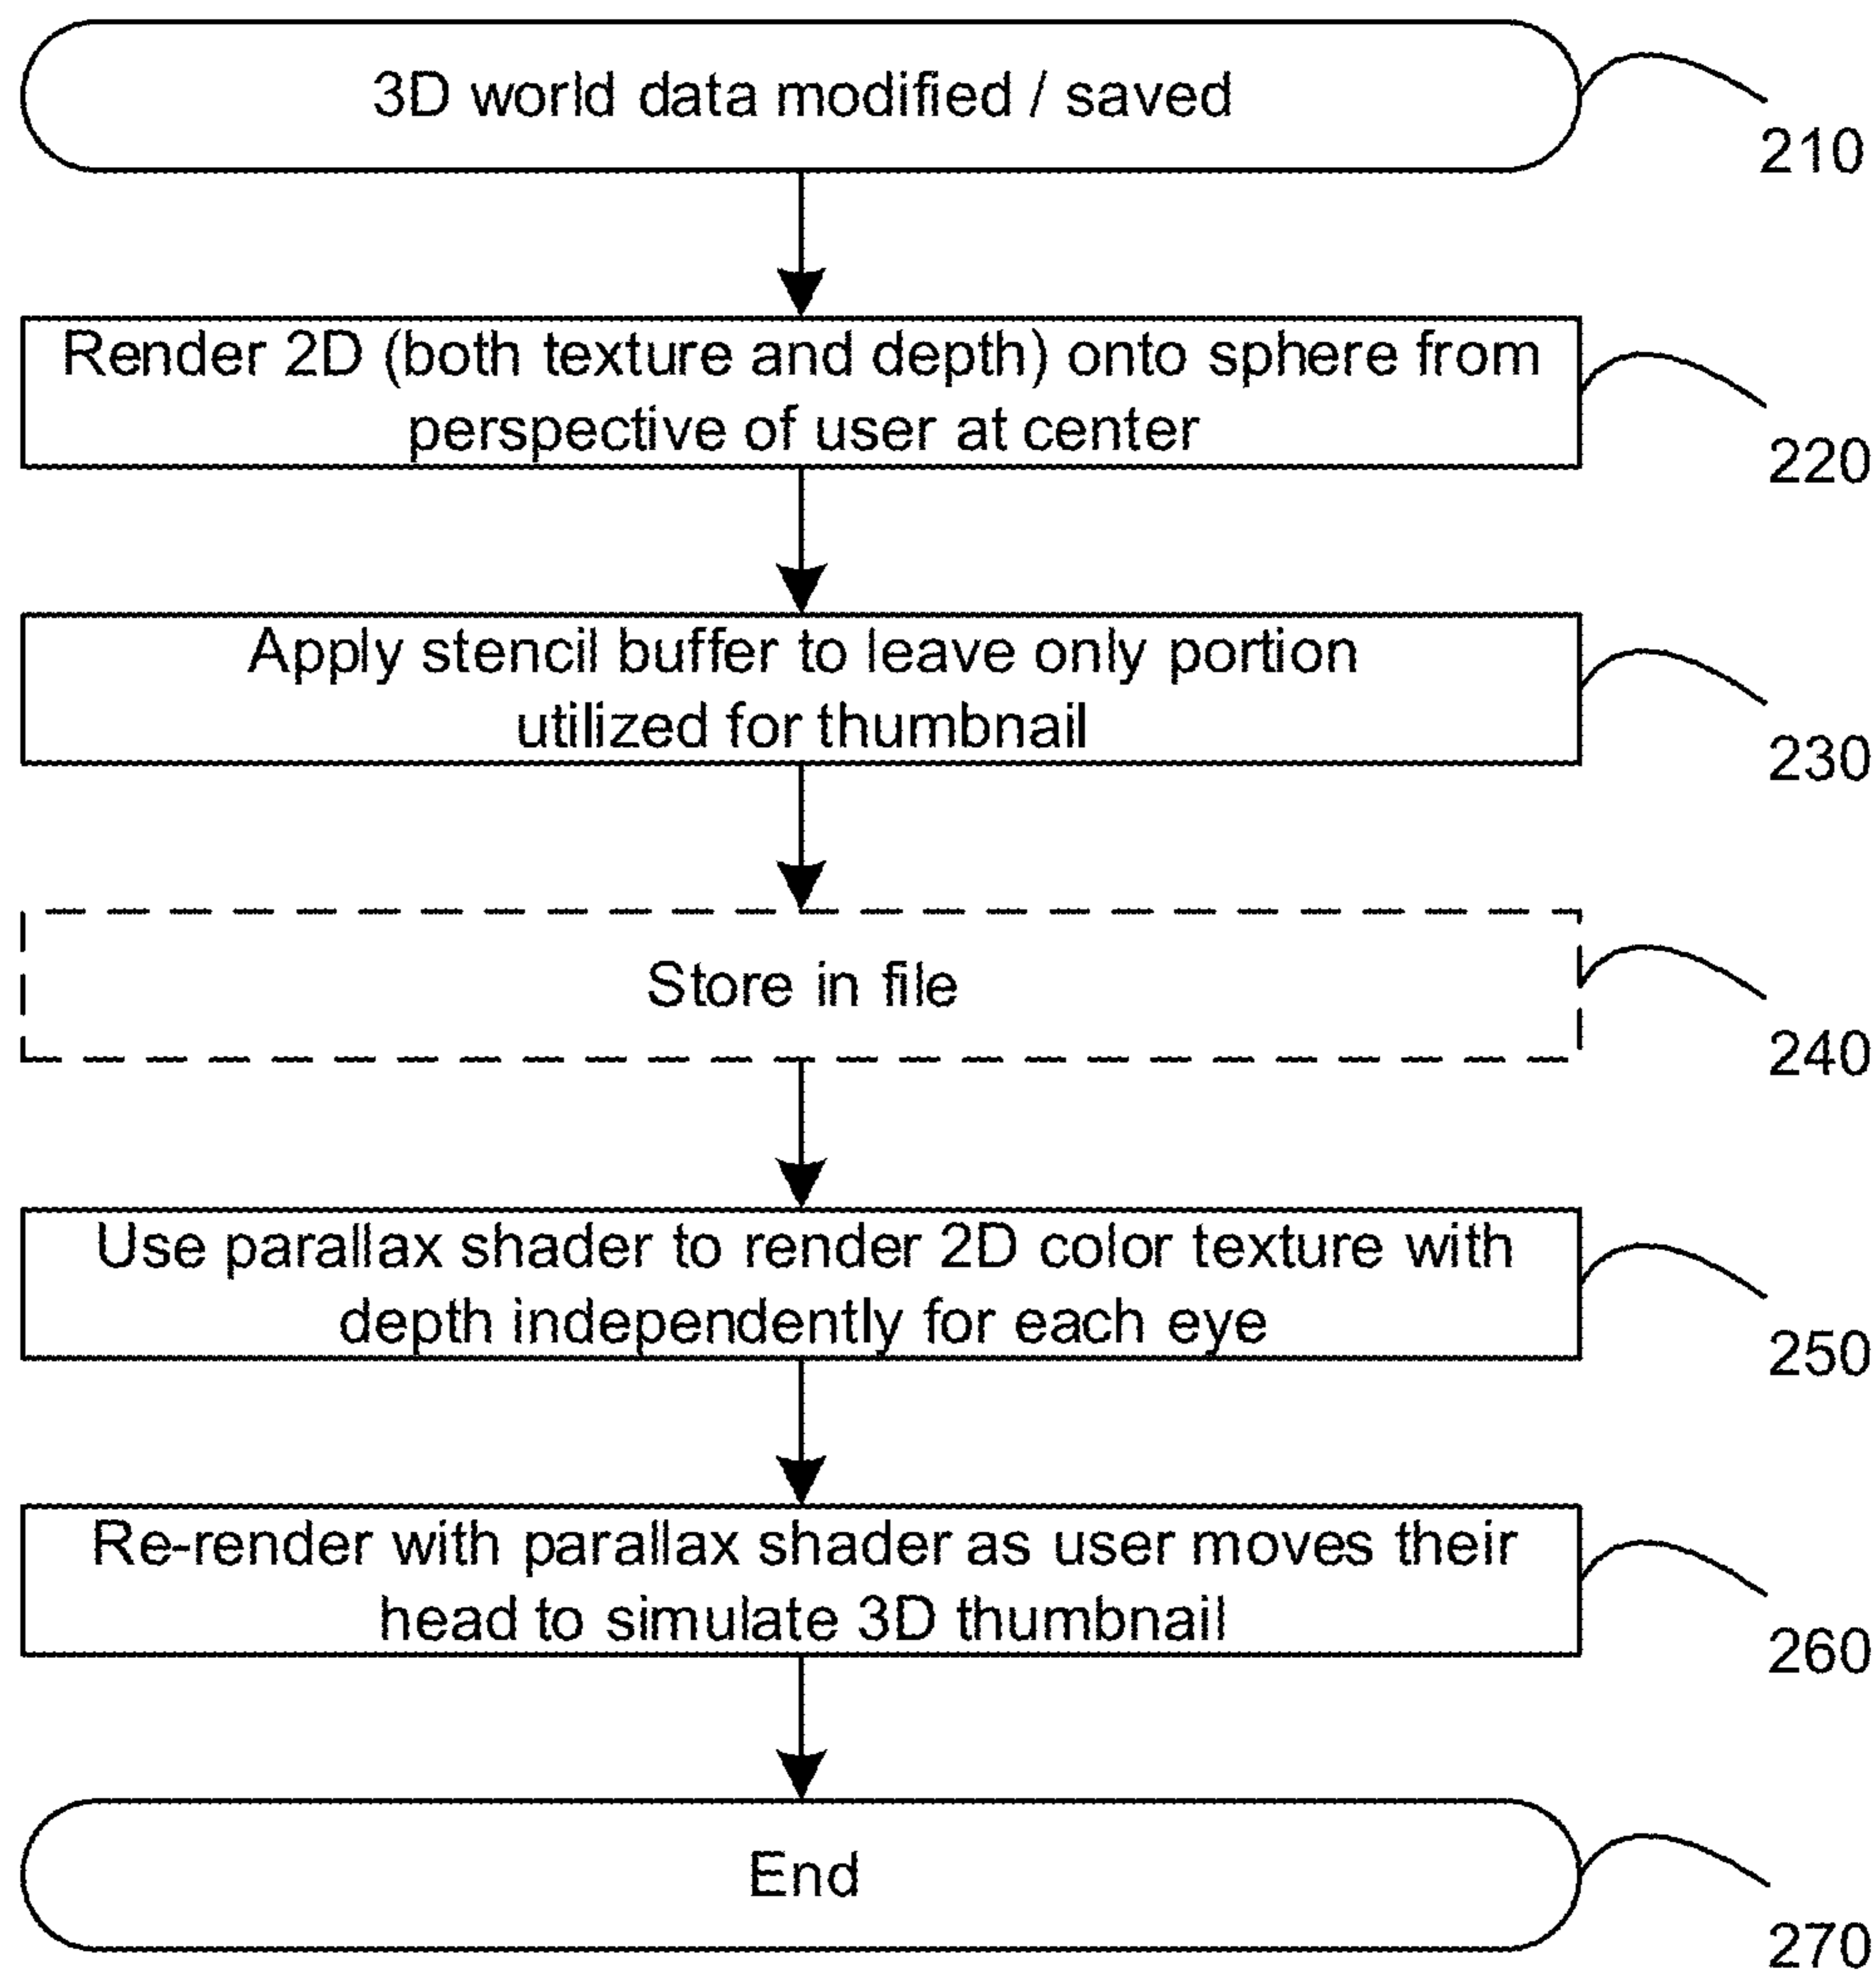 3D world data modified / saved
210
Render 2D (both texture and depth) onto sphere from
perspective of user at center
220
Apply stencil buffer to leave only portion
utilized for thumbnail
230
Store in file
240
Use parallax shader to render 2D color texture with
depth independently for each eye
250
Re-render with parallax shader as user moves their
head to simulate 3D thumbnail
260
End
270